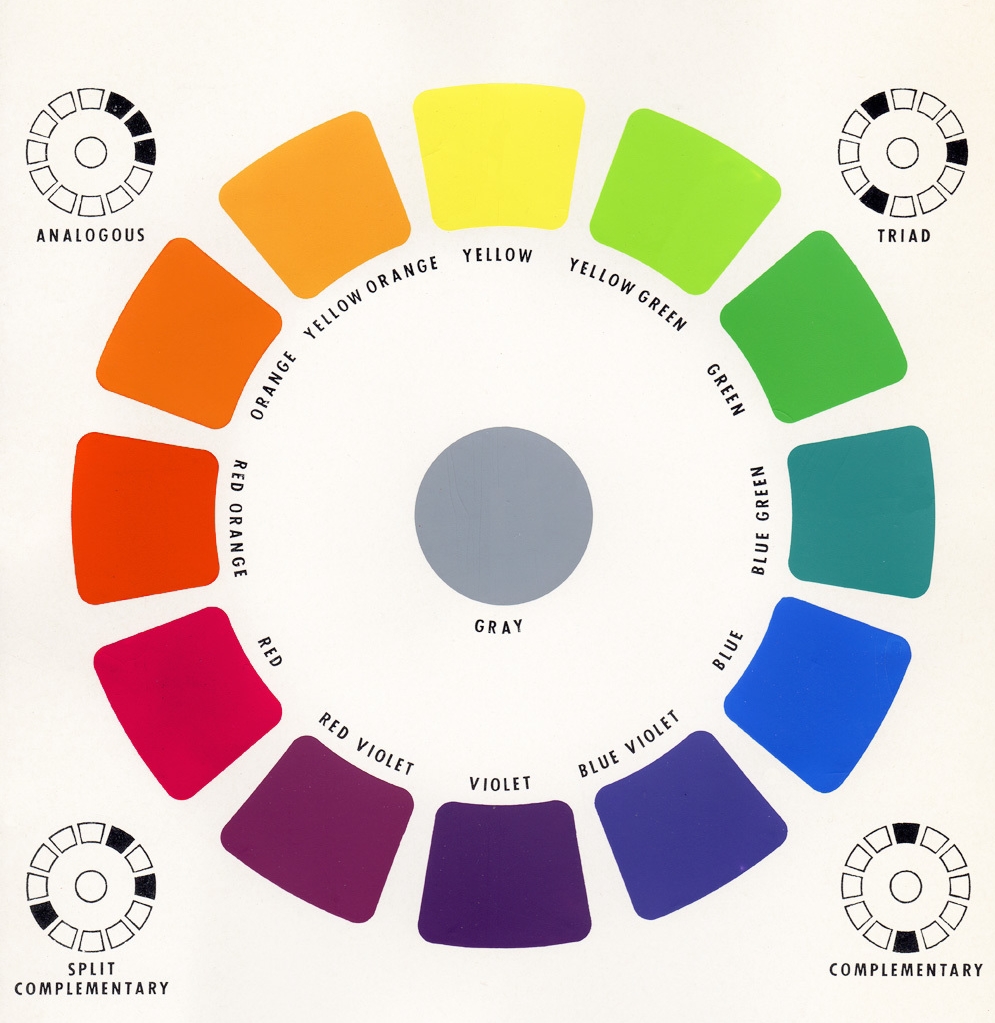 ANALOGOUS
TRIAD
YELLOW
YELLOW ORANGE
YELLOW GREEN
ORANGE
GREEN
RED ORANGE
BLUE GREEN
GRAY
RED
BLUE
RED VIOLET
BLUE VIOLET
VIOLET
SPLIT
COMPLEMENTARY
COMPLEMENTARY